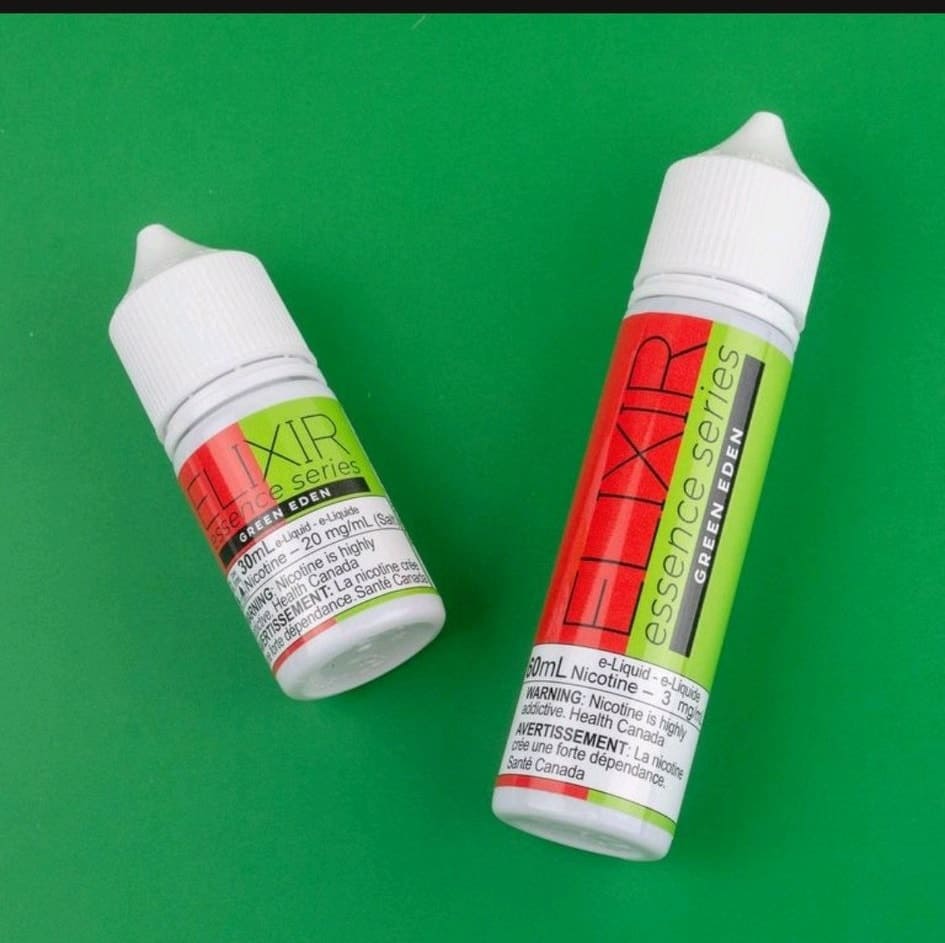 ELIXIR
essence series
GREEN EDEN
30mL e-Liquid - e-Liquide
Nicotine – 20 mg/mL (Salt)
WARNING: Nicotine is highly
addictive. Health Canada
AVERTISSEMENT: La nicotine crée
une forte dépendance. Santé Canada
ELIXIR
essence series
GREEN EDEN
60mL e-Liquid - e-Liquide
Nicotine – 3 mg/mL
WARNING: Nicotine is highly
addictive. Health Canada
AVERTISSEMENT: La nicotine
crée une forte dépendance.
Santé Canada